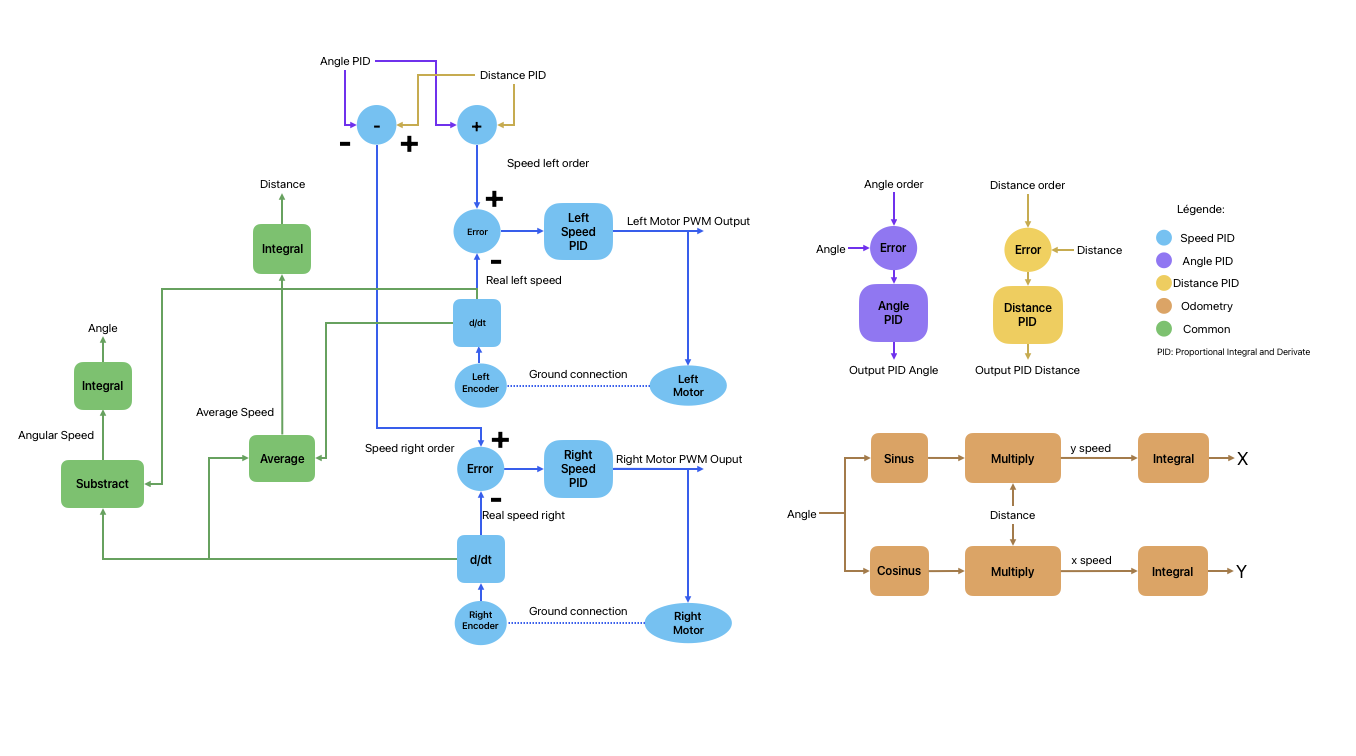 Angle PID
Distance PID
-
+
- +
Speed left order
Distance
+
Integral
Error
Left
Speed
PID
Left Motor PWM Output
-
Real left speed
Angle
d/dt
Integral
Left
Encoder
Ground connection
Left
Motor
Average Speed
Angular Speed
Speed right order
+
Substract
Average
Error
Right
Speed
PID
Right Motor PWM Ouput
-
Real speed right
d/dt
Right
Encoder
Ground connection
Right
Motor
Angle order
Angle
Error
Angle
PID
Output PID Angle
Distance order
Error
Distance
Distance
PID
Output PID Distance
Légende:
Speed PID
Angle PID
Distance PID
Odometry
Common
PID: Proportional Integral and Derivate
Angle
Sinus
Multiply
y speed
Integral
X
Distance
Cosinus
Multiply
x speed
Integral
Y